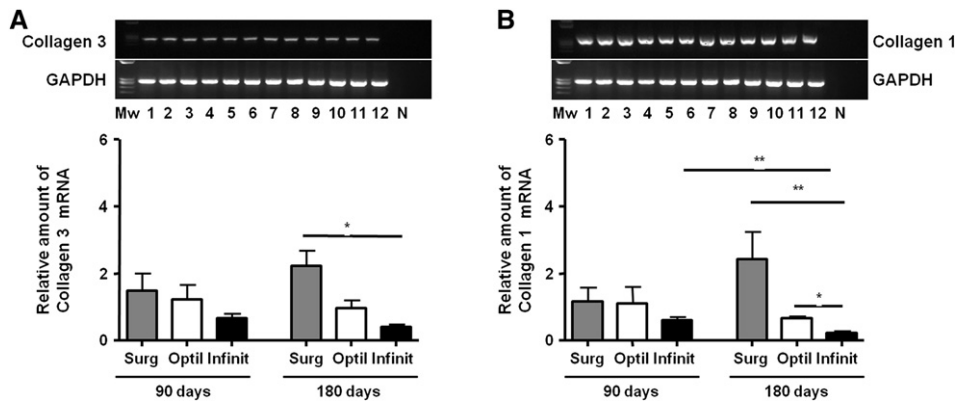 A
Collagen 3
GAPDH
Mw 1 2 3 4 5 6 7 8 9 10 11 12 N
Relative amount of
Collagen 3 mRNA
6
4
2
0
*
Surg Optil Infinit Surg Optil Infinit
90 days 180 days
B
Collagen 1
GAPDH
Mw 1 2 3 4 5 6 7 8 9 10 11 12 N
Relative amount of
Collagen 1 mRNA
6
4
2
0
**
**
*
Surg Optil Infinit Surg Optil Infinit
90 days 180 days